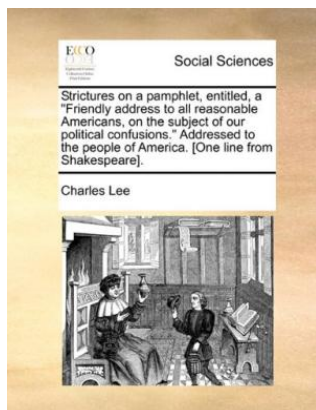 ECCO
Social Sciences
Strictures on a pamphlet, entitled, a
"Friendly address to all reasonable
Americans, on the subject of our
political confusions." Addressed to
the people of America. [One line from
Shakespeare].
Charles Lee